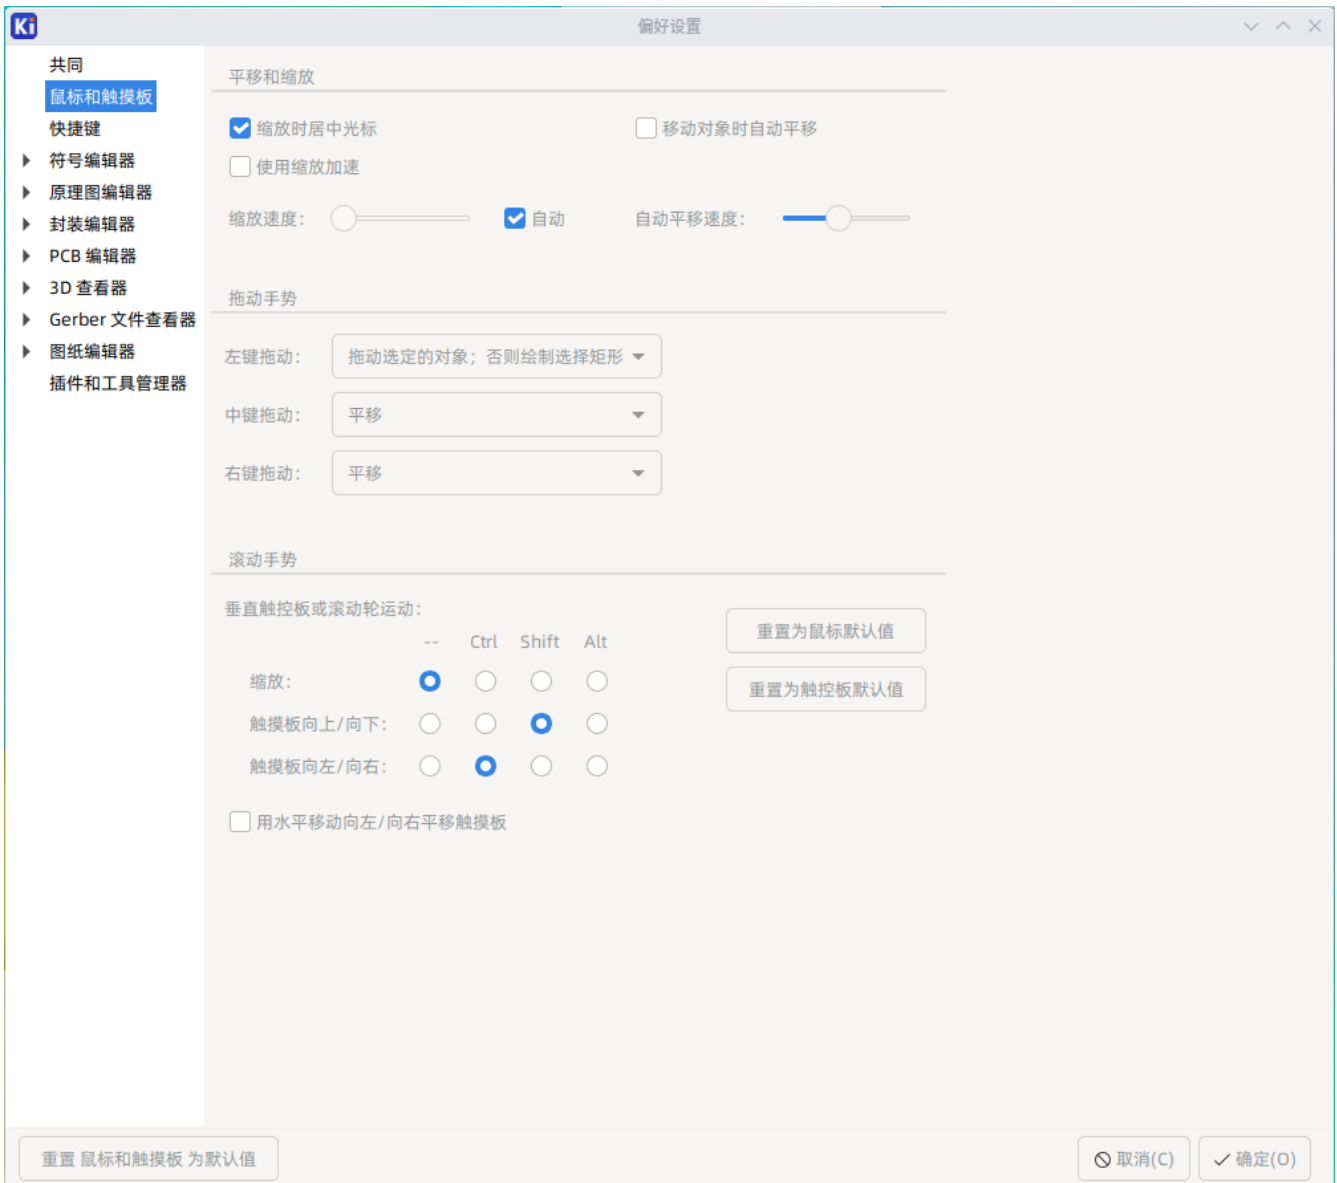 Ki
偏好设置
共同
鼠标和触摸板
快捷键
符号编辑器
原理图编辑器
封装编辑器
PCB 编辑器
3D 查看器
Gerber 文件查看器
图纸编辑器
插件和工具管理器
平移和缩放
缩放时居中光标
移动对象时自动平移
使用缩放加速
缩放速度：
自动
自动平移速度：
拖动手势
左键拖动：
拖动选定的对象；否则绘制选择矩形
中键拖动：
平移
右键拖动：
平移
滚动手势
垂直触控板或滚动轮运动：
-- Ctrl Shift Alt
缩放：
触摸板向上/向下：
触摸板向左/向右：
重置为鼠标默认值
重置为触控板默认值
用水平移动向左/向右平移触摸板
重置 鼠标和触摸板 为默认值
取消(C)
确定(O)